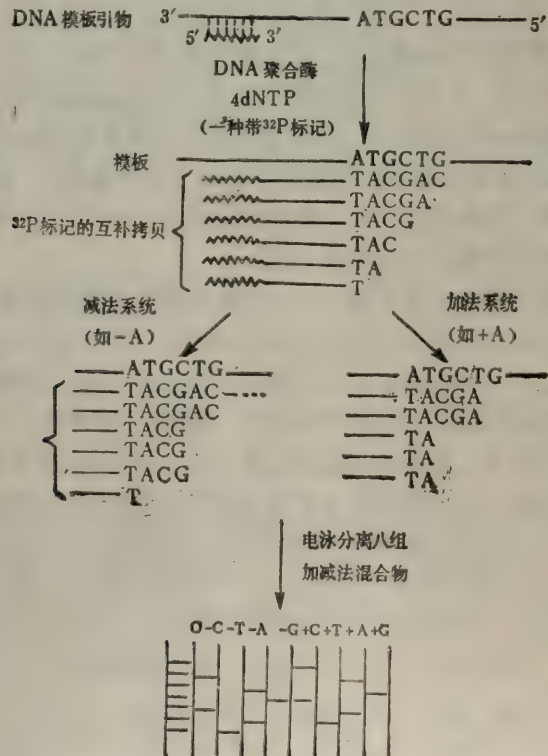 DNA模板引物 3′ ATGCTG 5′
5′ 3′
DNA聚合酶
4dNTP
(一种带³²P标记)
模板 ATGCTG
TACGAC
TACGA
TACG
³²P标记的互补拷贝
TAC
TA
T
减法系统 加法系统
(如-A) (如+A)
ATGCTG ATGCTG
TACGAC---- TACGA
TACGAC TACGA
TACG TA
TACG TA
TACG TA
T
电泳分离八组
加减法混合物
O-C-T-A -G+C+T+A+G